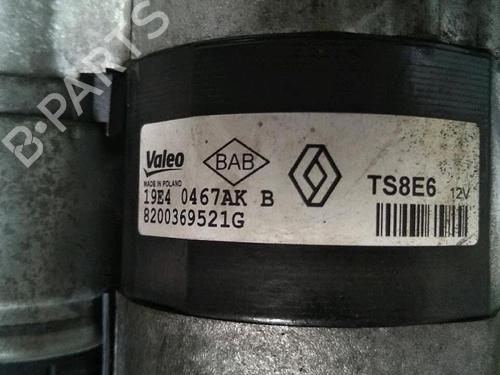 B-PARTS
Valeo
MADE IN POLAND
BAB
TS8E6 12V
19E4 0467AK B
8200369521G